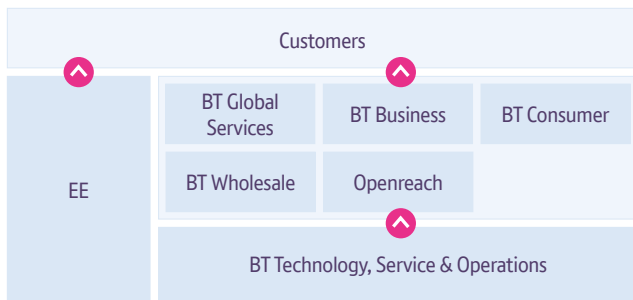 Customers
BT Global
Services
BT Business
BT Consumer
EE
BT Wholesale
Openreach
BT Technology, Service & Operations